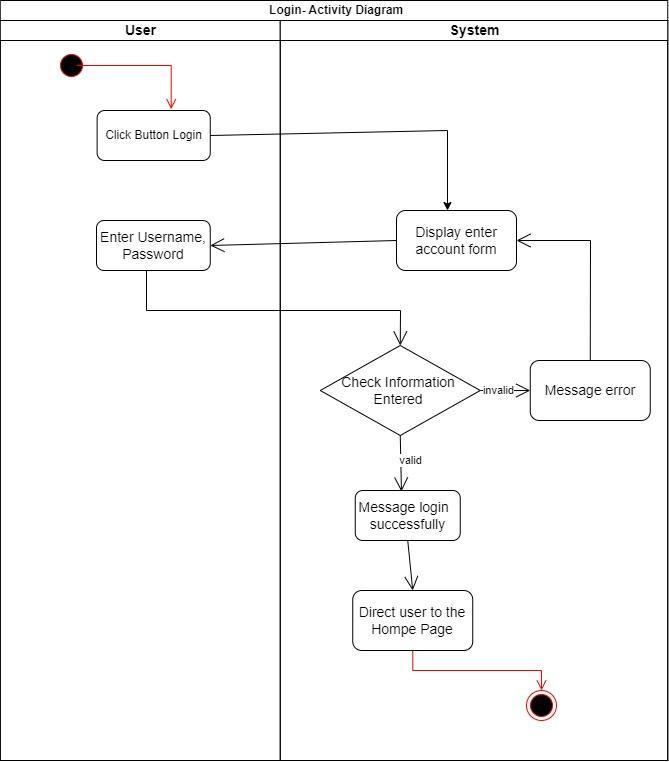 Login- Activity Diagram
User
System
Click Button Login
Display enter
account form
Enter Username,
Password
Check Information
Entered
invalid
Message error
valid
Message login
successfully
Direct user to the
Hompe Page